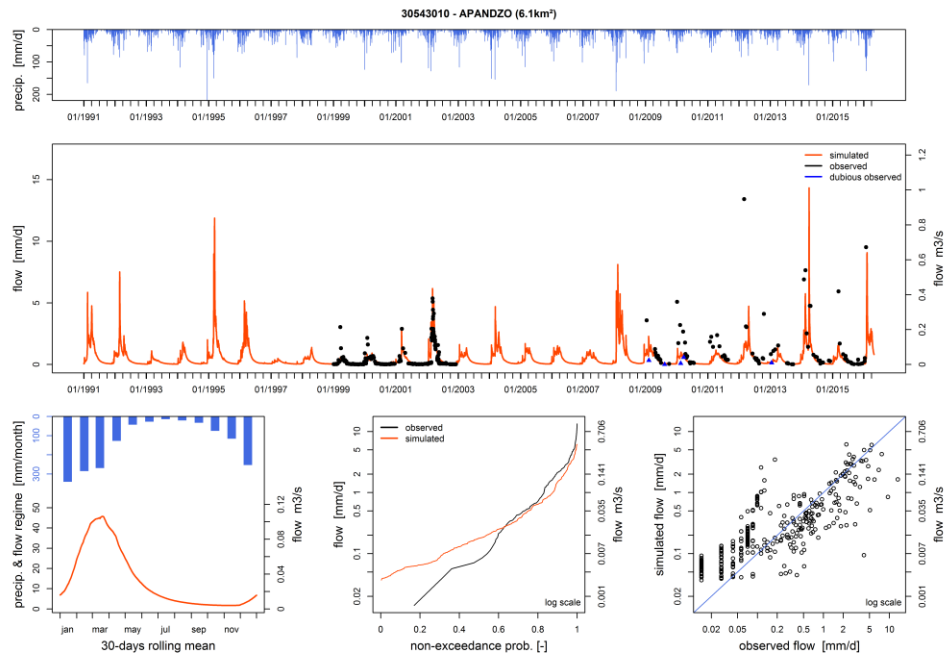 30543010 - APANDZO (6.1km²)
precip. [mm/d]
0
100
200
01/1991 01/1993 01/1995 01/1997 01/1999 01/2001 01/2003 01/2005 01/2007 01/2009 01/2011 01/2013 01/2015
flow [mm/d]
15
10
5
0
simulated
observed
dubious observed
1.2
1
0.8
0.6
0.4
0.2
0
flow m3/s
01/1991 01/1993 01/1995 01/1997 01/1999 01/2001 01/2003 01/2005 01/2007 01/2009 01/2011 01/2013 01/2015
precip. & flow regime [mm/month]
0
100
300
50
40
30
20
10
0
0.12
0.08
0.04
0
flow m3/s
jan mar may jul sep nov
30-days rolling mean
flow [mm/d]
10
5
2
1
0.5
0.1
0.02
observed
simulated
log scale
0.706
0.141
0.035
0.007
0.001
flow m3/s
0 0.2 0.4 0.6 0.8 1
non-exceedance prob. [-]
simulated flow [mm/d]
10
5
2
1
0.5
0.1
0.02
log scale
0.706
0.141
0.035
0.007
0.001
flow m3/s
0.02 0.05 0.2 0.5 1 2 5 10
observed flow [mm/d]